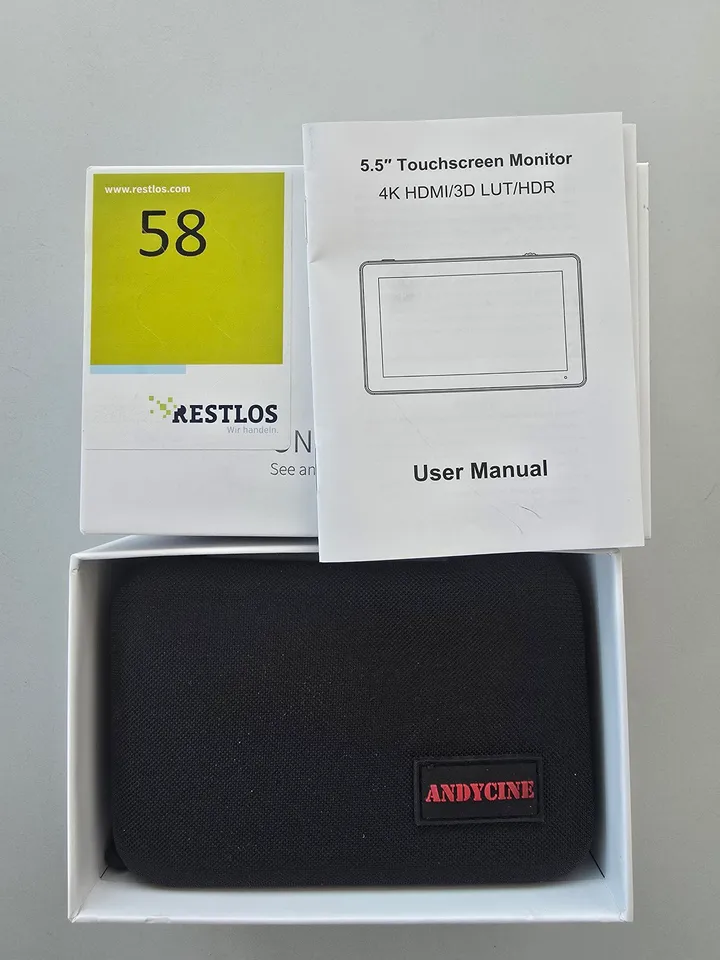 www.restlos.com
58
RESTLOS
Wir handeln.
See an
5.5″ Touchscreen Monitor
4K HDMI/3D LUT/HDR
User Manual
ANDYCINE